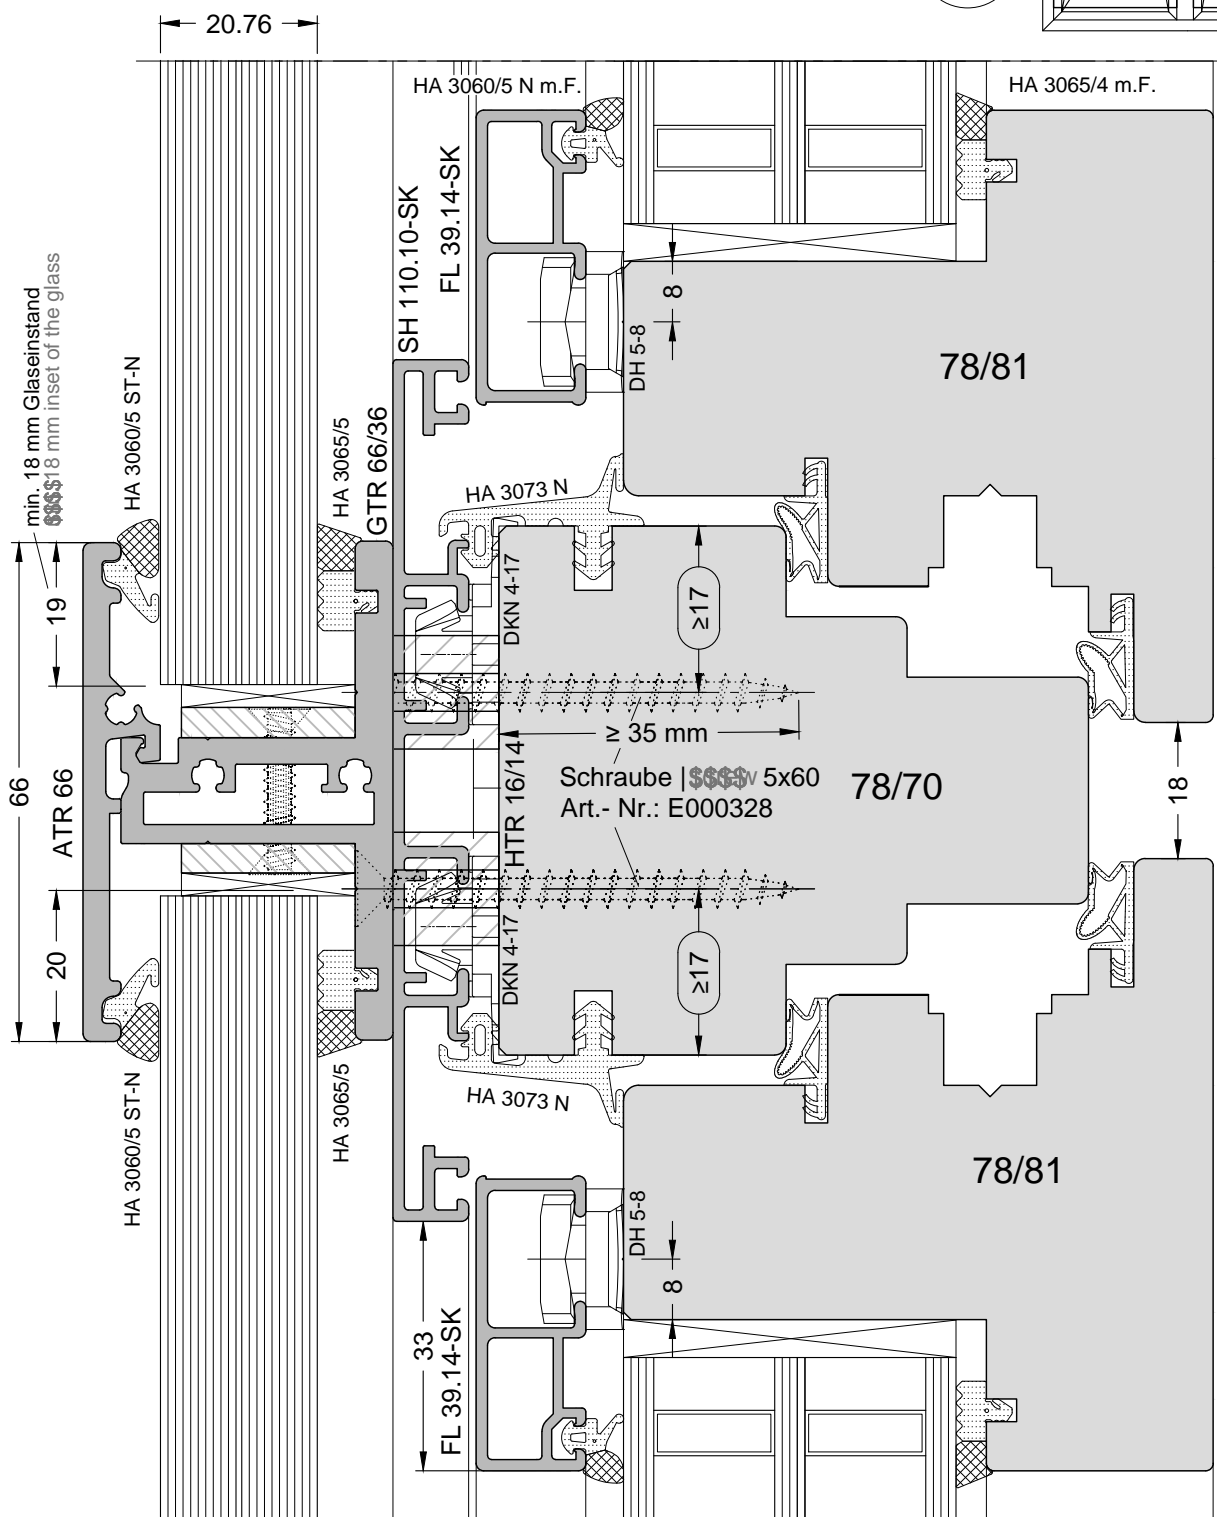 20.76
HA 3060/5 N m.F.
HA 3065/4 m.F.
SH 110.10-SK
FL 39.14-SK
8
DH 5-8
78/81
min. 18 mm Glaseinstand
18 mm inset of the glass
HA 3060/5 ST-N
HA 3065/5
GTR 66/36
HA 3073 N
DKN 4-17
≥17
19
66
ATR 66
≥ 35 mm
Schraube | 5x60
Art.- Nr.: E000328
HTR 16/14
78/70
18
20
DKN 4-17
≥17
HA 3060/5 ST-N
HA 3065/5
HA 3073 N
78/81
DH 5-8
8
33
FL 39.14-SK